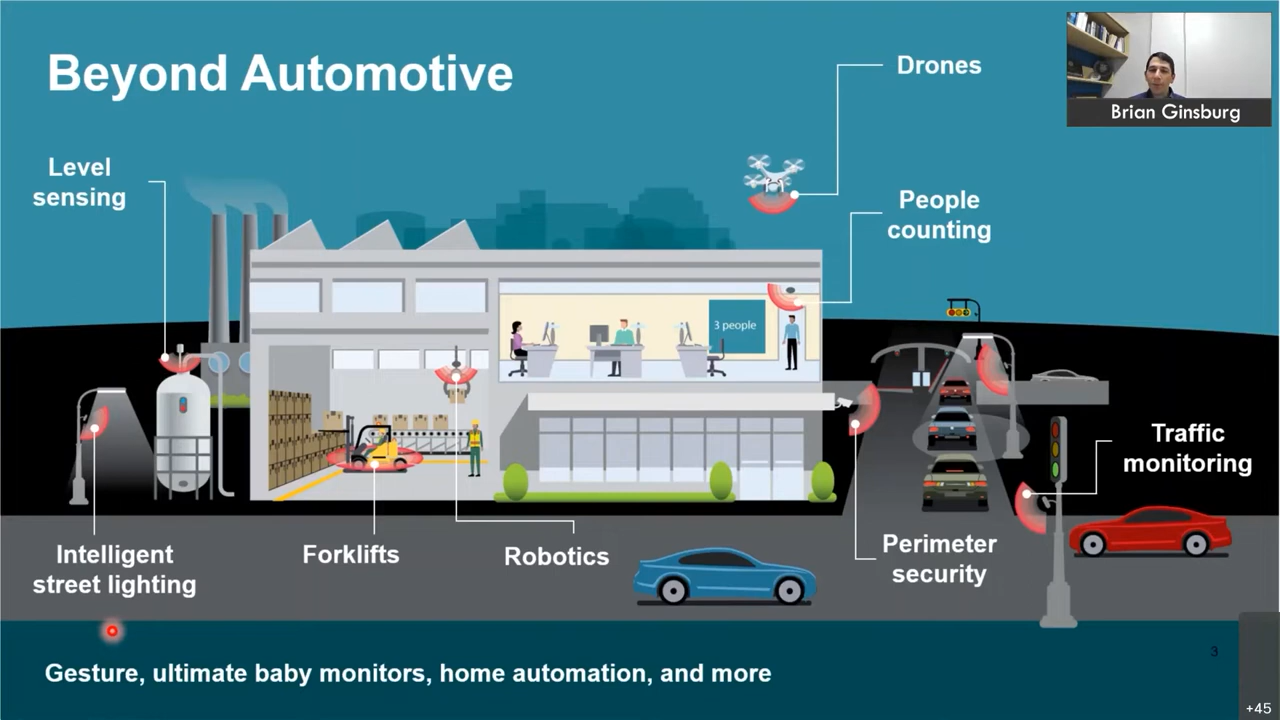 Beyond Automotive
Brian Ginsburg
Drones
Level
sensing
People
counting
3 people
Traffic
monitoring
Intelligent
street lighting
Forklifts
Robotics
Perimeter
security
Gesture, ultimate baby monitors, home automation, and more
3
+45